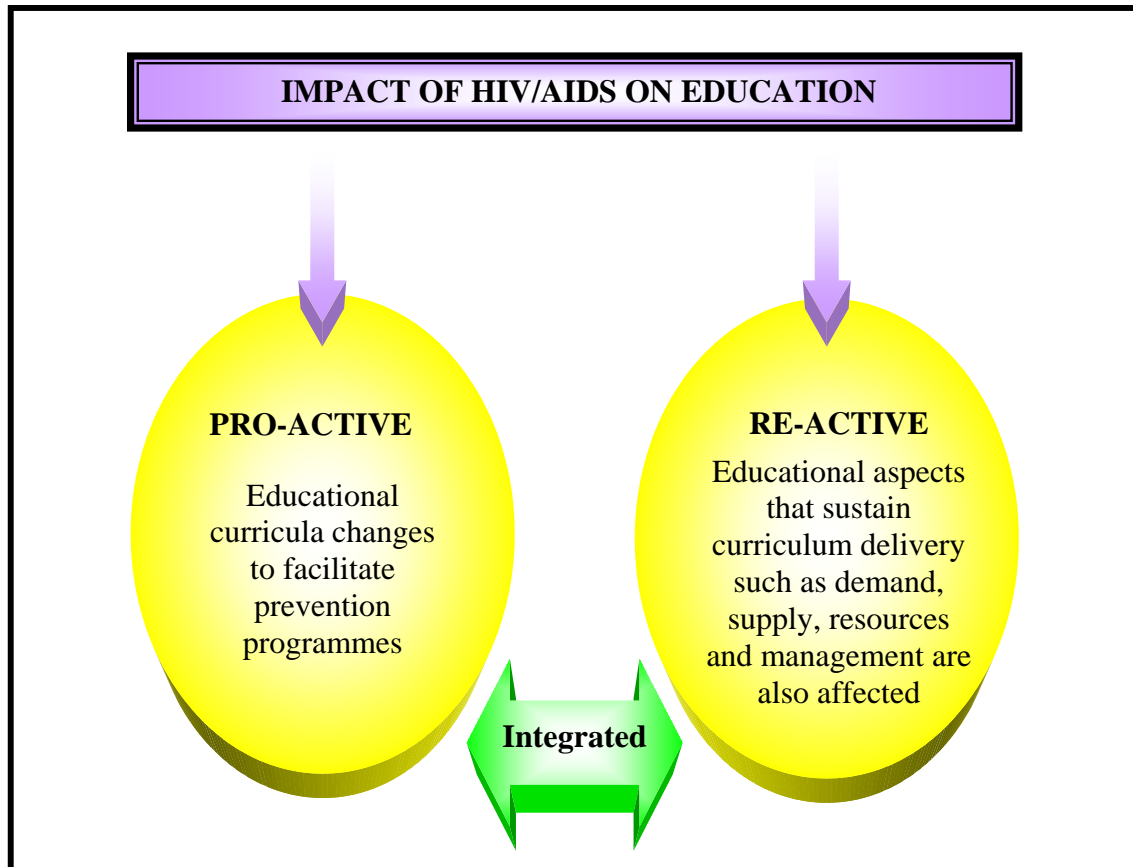 IMPACT OF HIV/AIDS ON EDUCATION
PRO-ACTIVE
Educational
curricula changes
to facilitate
prevention
programmes
RE-ACTIVE
Educational aspects
that sustain
curriculum delivery
such as demand,
supply, resources
and management are
also affected
Integrated